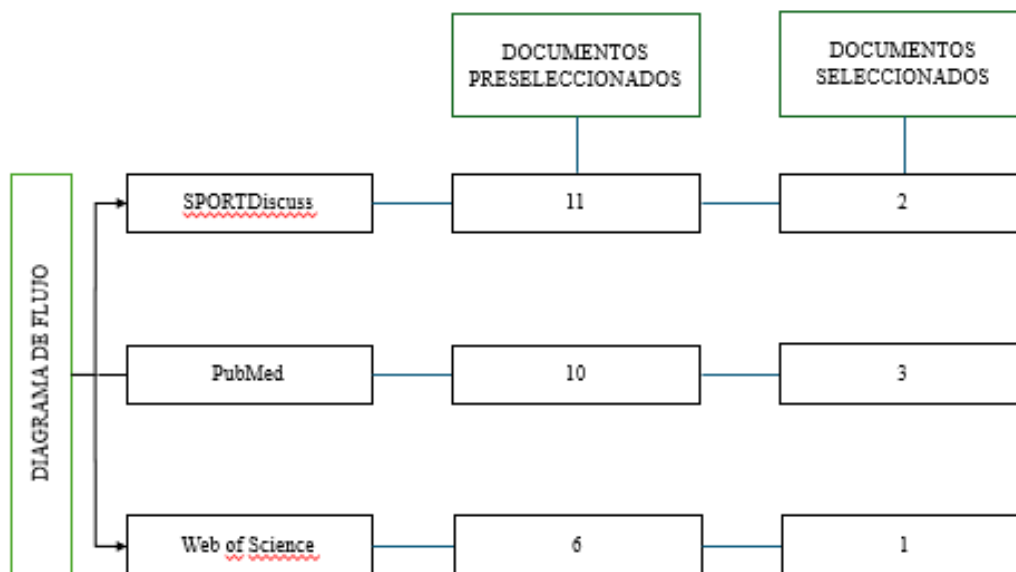 DOCUMENTOS
PRESELECCIONADOS
DOCUMENTOS
SELECCIONADOS
DIAGRAMA DE FLUJO
SPORTDiscuss
11
2
PubMed
10
3
Web of Science
6
1